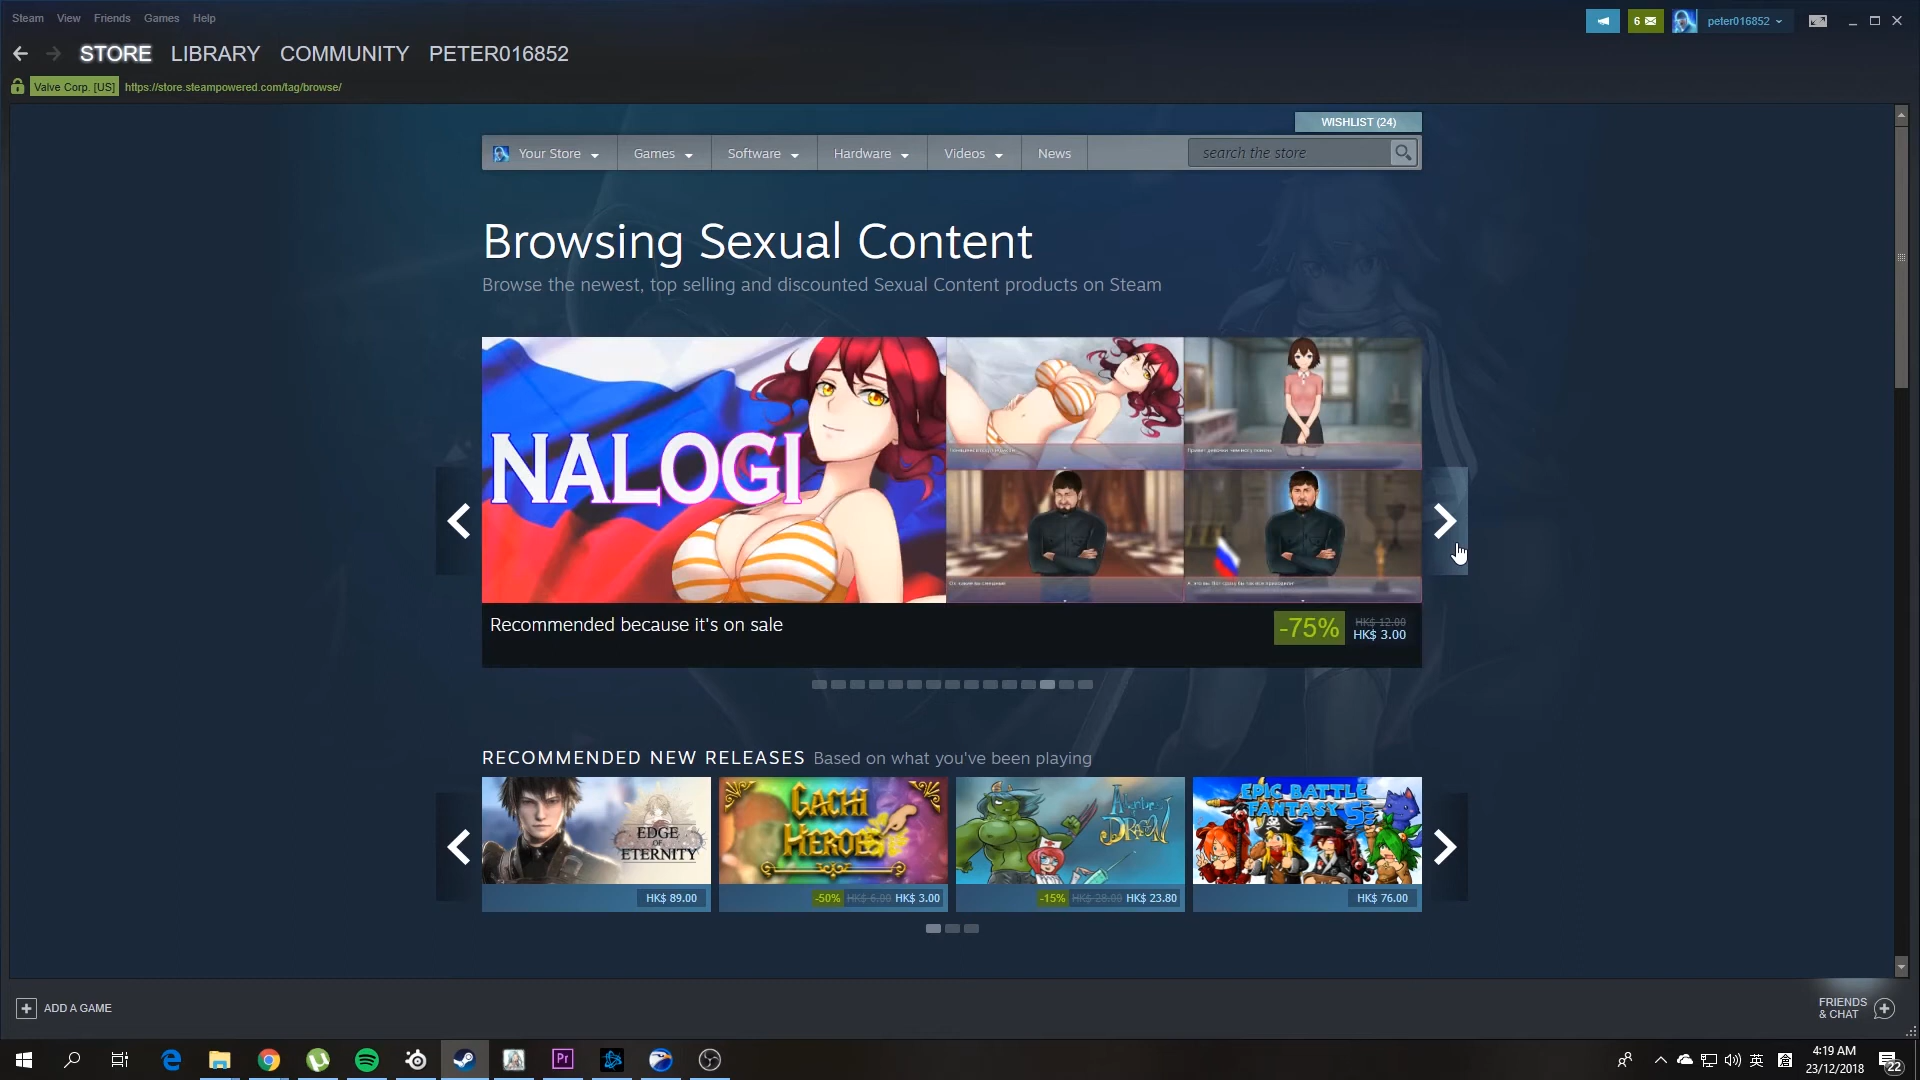 Steam View Friends Games Help
6
peter016852
STORE LIBRARY COMMUNITY PETER016852
Valve Corp. [US] https://store.steampowered.com/tag/browse/
WISHLIST (24)
Your Store Games Software Hardware Videos News search the store
Browsing Sexual Content
Browse the newest, top selling and discounted Sexual Content products on Steam
NALOGI
Recommended because it's on sale
-75% HK$ 12.00
HK$ 3.00
RECOMMENDED NEW RELEASES Based on what you've been playing
EDGE
OF
ETERNITY
GACHI
HEROES
EPIC BATTLE
FANTASY 5
HK$ 89.00
-50% HK$ 6.00 HK$ 3.00
-15% HK$ 28.00 HK$ 23.80
HK$ 76.00
ADD A GAME
FRIENDS
& CHAT
Pr
英
倉
4:19 AM
23/12/2018
22